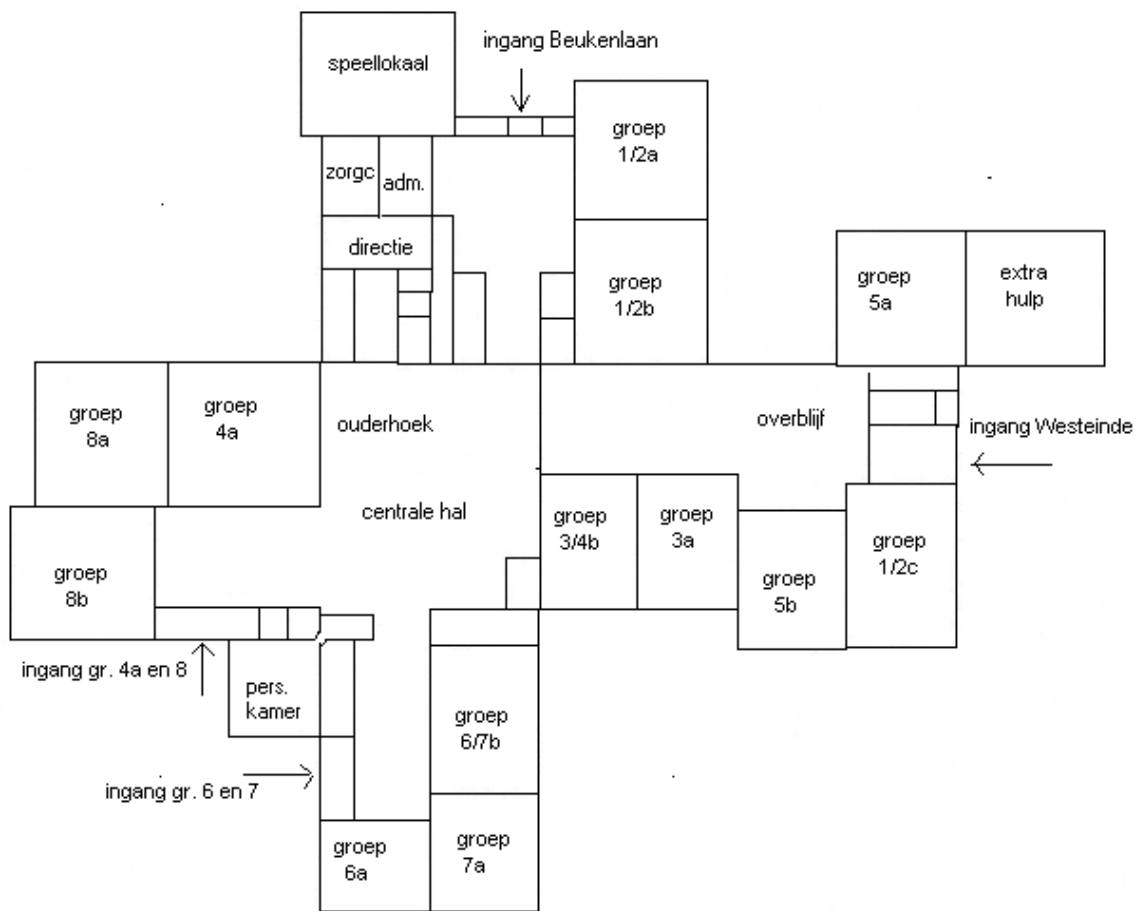 ingang Beukenlaan
speellokaal
groep
1/2a
zorgc
adm.
directie
groep
1/2b
groep
5a
extra
hulp
groep
8a
groep
4a
ouderhoek
overblijf
ingang Westeinde
centrale hal
groep
3/4b
groep
3a
groep
1/2c
groep
8b
groep
5b
ingang gr. 4a en 8
pers.
kamer
groep
6/7b
ingang gr. 6 en 7
groep
6a
groep
7a